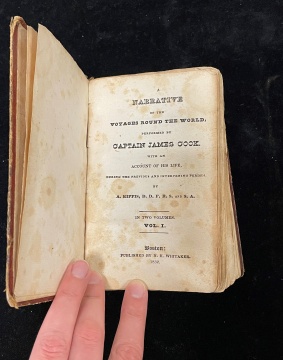 A
NARRATIVE
OF THE
VOYAGES ROUND THE WORLD,
PERFORMED BY
CAPTAIN JAMES COOK.
WITH AN
ACCOUNT OF HIS LIFE,
DURING THE PREVIOUS AND INTERVENING PERIODS.
BY
A. KIPPIS, D. D. F. R. S. and S. A.
IN TWO VOLUMES.
VOL. I.
Boston:
PUBLISHED BY N. H. WHITAKER.